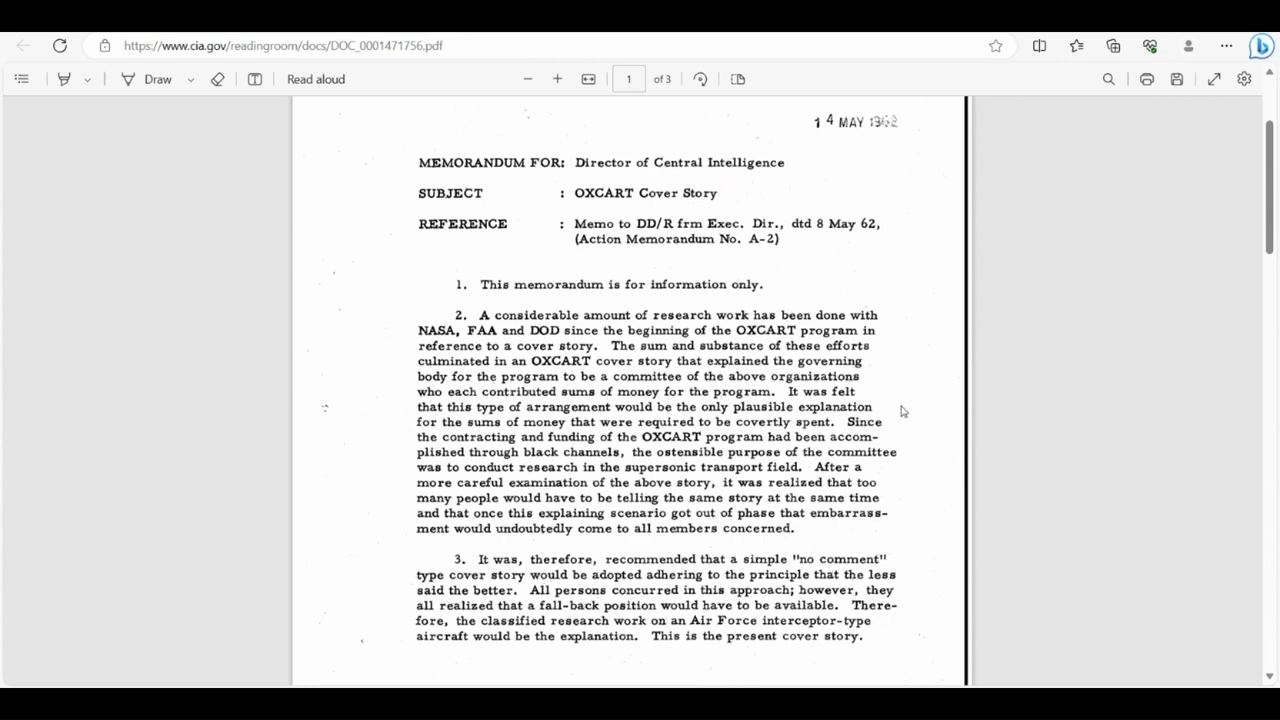 https://www.cia.gov/readingroom/docs/DOC_0001471756.pdf
Draw
Read aloud
1 of 3
14 MAY 1962
MEMORANDUM FOR: Director of Central Intelligence
SUBJECT : OXCART Cover Story
REFERENCE : Memo to DD/R frm Exec. Dir., dtd 8 May 62,
(Action Memorandum No. A-2)
1. This memorandum is for information only.
2. A considerable amount of research work has been done with
NASA, FAA and DOD since the beginning of the OXCART program in
reference to a cover story. The sum and substance of these efforts
culminated in an OXCART cover story that explained the governing
body for the program to be a committee of the above organizations
who each contributed sums of money for the program. It was felt
that this type of arrangement would be the only plausible explanation
for the sums of money that were required to be covertly spent. Since
the contracting and funding of the OXCART program had been accom-
plished through black channels, the ostensible purpose of the committee
was to conduct research in the supersonic transport field. After a
more careful examination of the above story, it was realized that too
many people would have to be telling the same story at the same time
and that once this explaining scenario got out of phase that embarrass-
ment would undoubtedly come to all members concerned.
3. It was, therefore, recommended that a simple "no comment"
type cover story would be adopted adhering to the principle that the less
said the better. All persons concurred in this approach; however, they
all realized that a fall-back position would have to be available. There-
fore, the classified research work on an Air Force interceptor-type
aircraft would be the explanation. This is the present cover story.